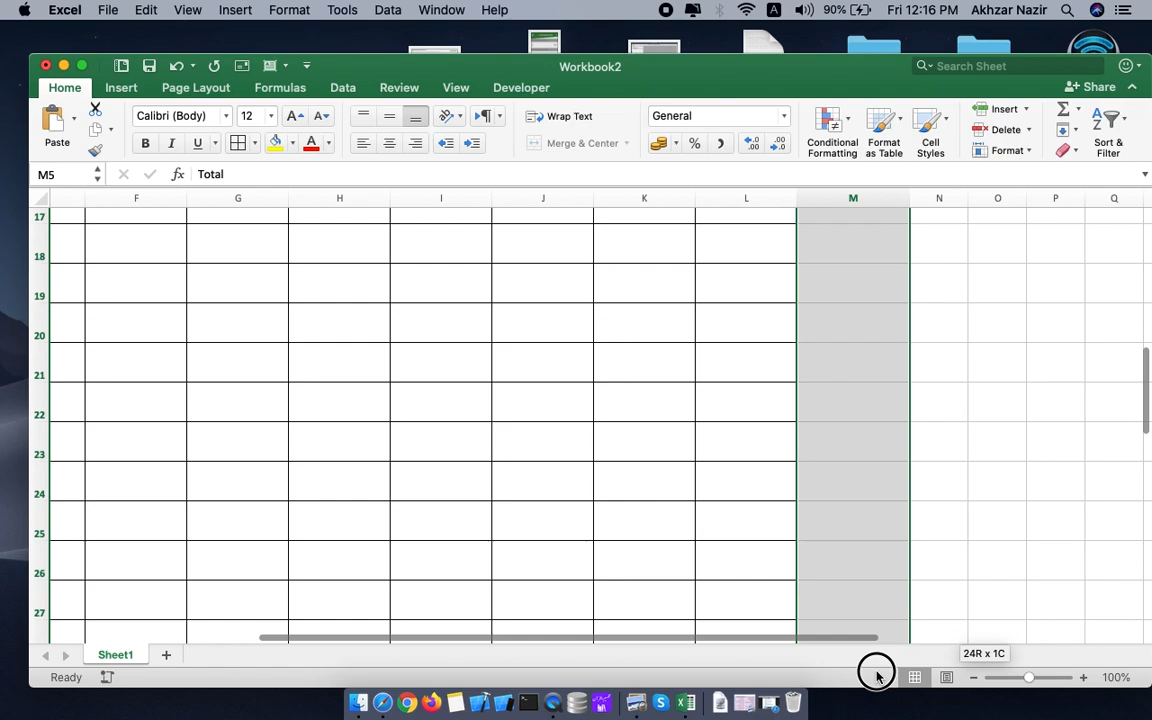 Excel File Edit View Insert Format Tools Data Window Help A 90% Fri 12:16 PM Akhzar Nazir
Workbook2 Search Sheet
Home Insert Page Layout Formulas Data Review View Developer Share
Paste Calibri (Body) 12 A A Wrap Text General Conditional Formatting Format as Table Cell Styles Insert Sort & Filter
B I U A Merge & Center % Delete
Format
M5 fx Total
F G H I J K L M N O P Q
17
18
19
20
21
22
23
24
25
26
27
Sheet1 24R x 1C
Ready 100%